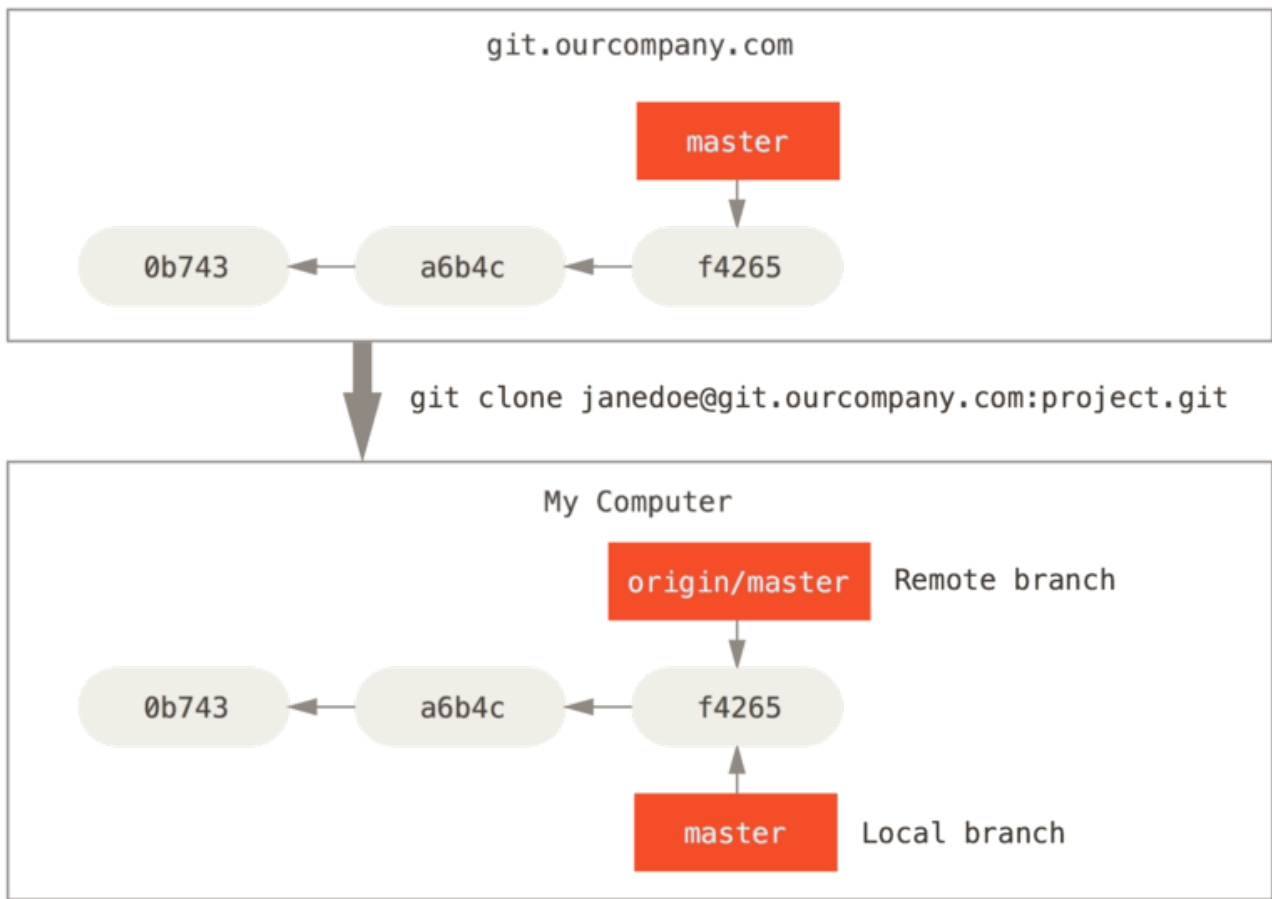 git.ourcompany.com
master
0b743
a6b4c
f4265
git clone janedoe@git.ourcompany.com:project.git
My Computer
origin/master
Remote branch
0b743
a6b4c
f4265
master
Local branch